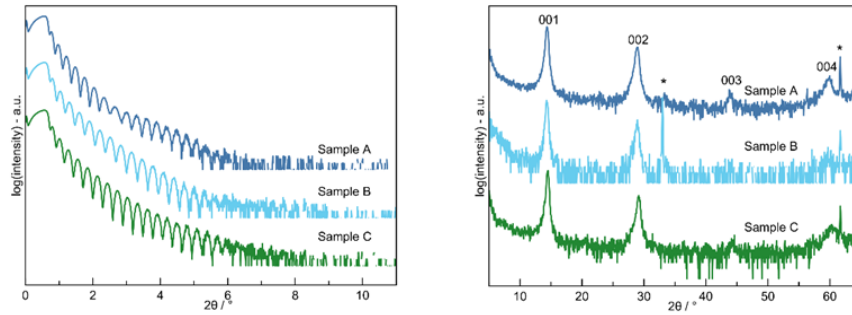 log(intensity) - a.u.
Sample A
Sample B
Sample C
0 2 4 6 8 10
2θ / °
log(intensity) - a.u.
001
002
*
003
004
*
Sample A
Sample B
Sample C
10 20 30 40 50 60
2θ / °